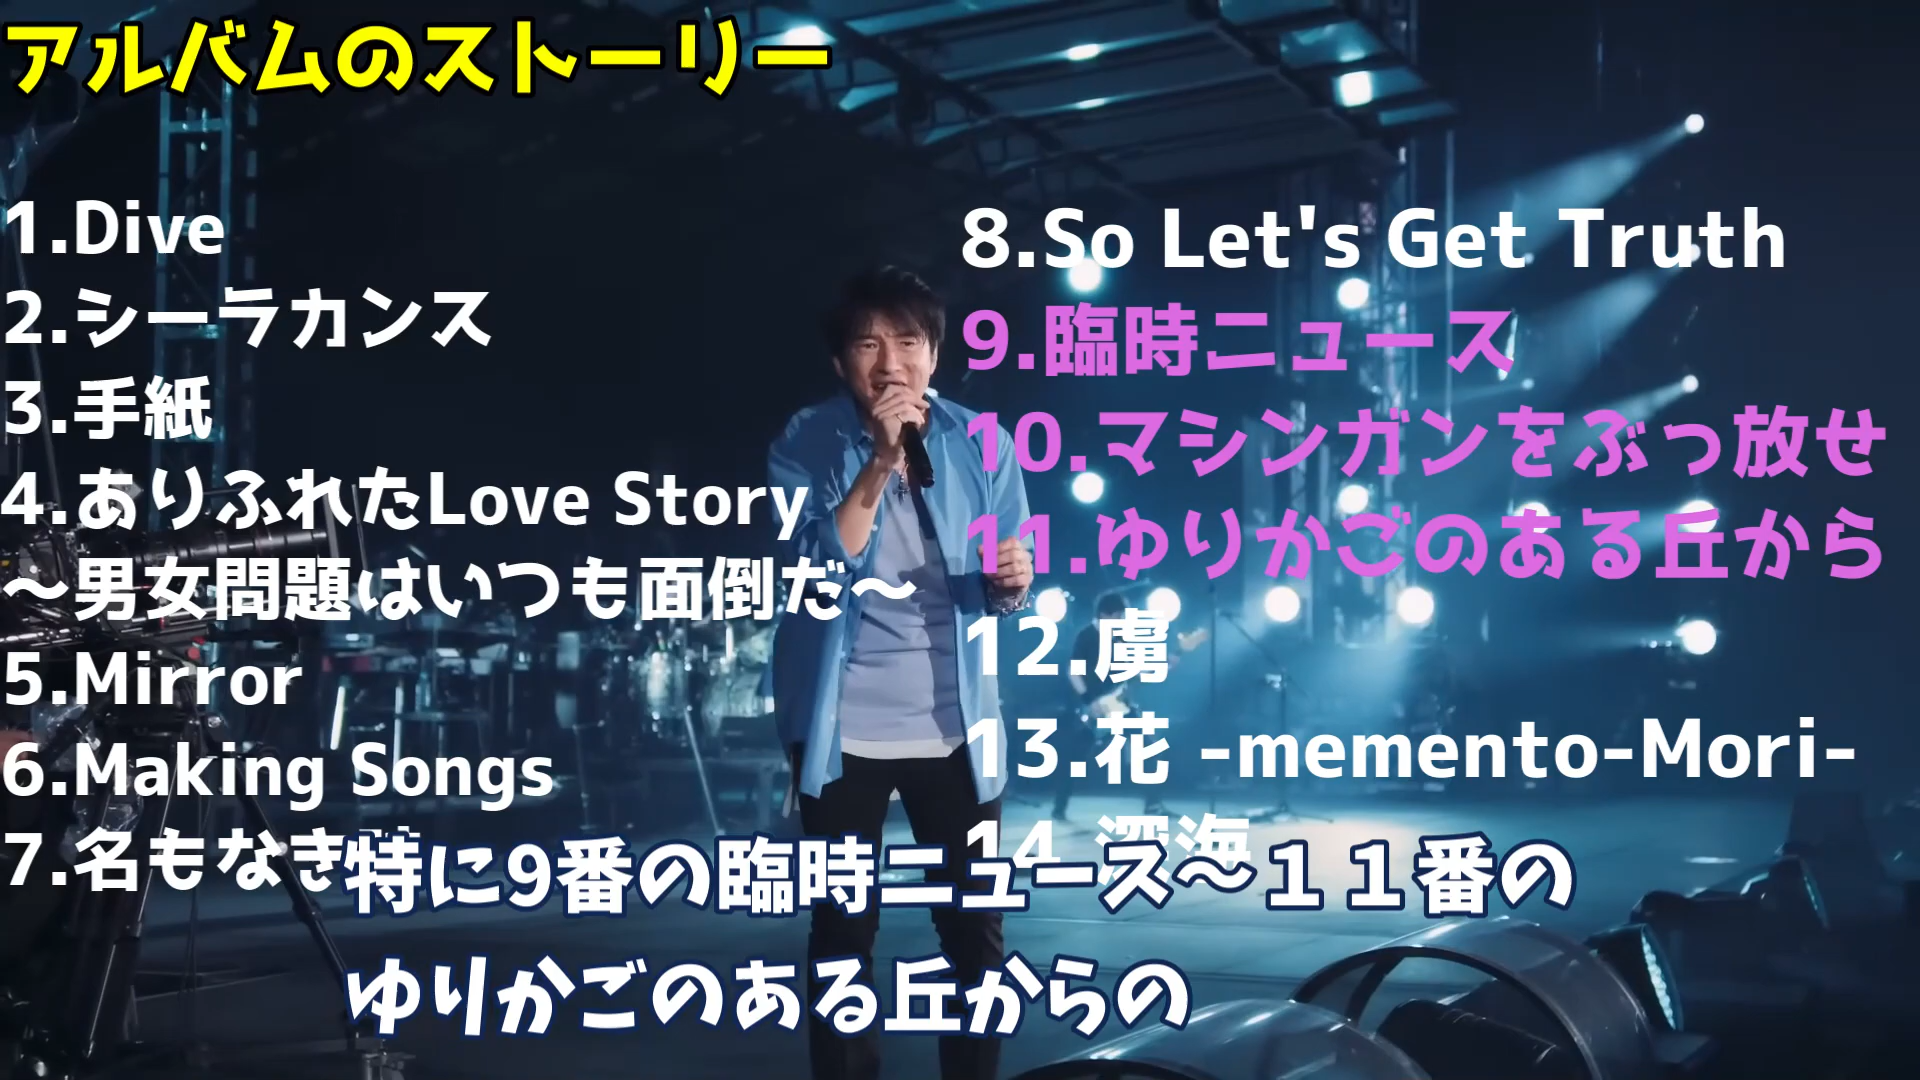 アルバムのストーリー
1.Dive
2.シーラカンス
3.手紙
4.ありふれたLove Story
～男女問題はいつも面倒だ～
5.Mirror
6.Making Songs
7.名もなき
8.So Let's Get Truth
9.臨時ニュース
10.マシンガンをぶっ放せ
11.ゆりかごのある丘から
12.虜
13.花 -memento-Mori-
14.深海
特に9番の臨時ニュース～１１番の
ゆりかごのある丘からの